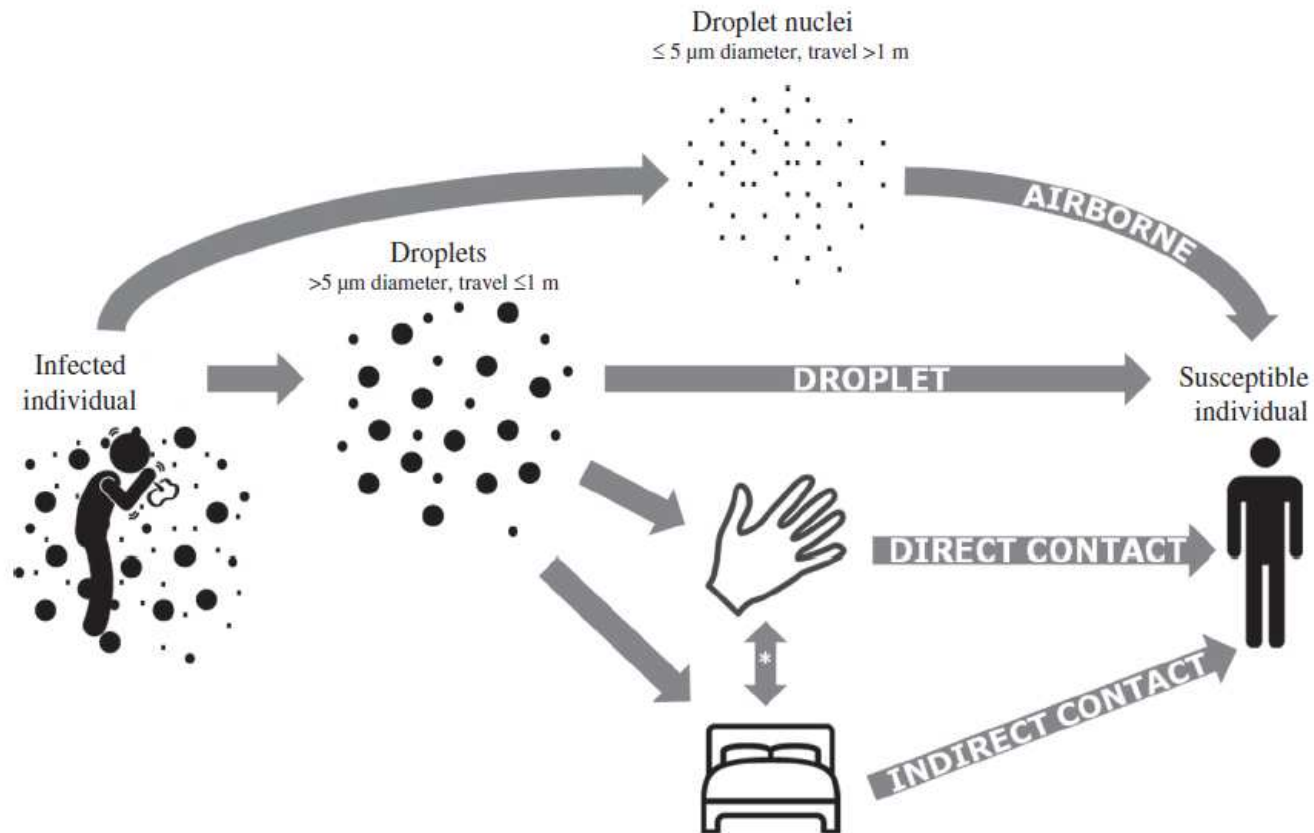 Droplet nuclei
≤ 5 µm diameter, travel >1 m
AIRBORNE
Droplets
>5 µm diameter, travel ≤1 m
Infected
individual
DROPLET
Susceptible
individual
DIRECT CONTACT
*
INDIRECT CONTACT